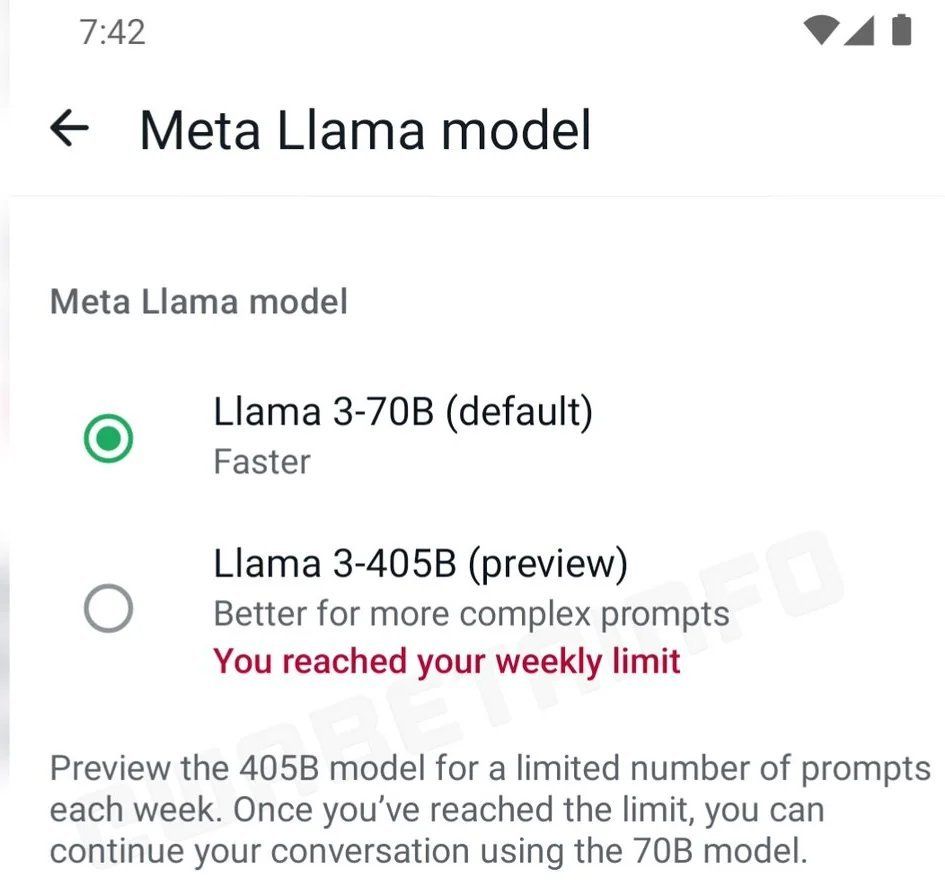 7:42
Meta Llama model
Meta Llama model
Llama 3-70B (default)
Faster
Llama 3-405B (preview)
Better for more complex prompts
You reached your weekly limit
Preview the 405B model for a limited number of prompts
each week. Once you’ve reached the limit, you can
continue your conversation using the 70B model.
WABETAINFO